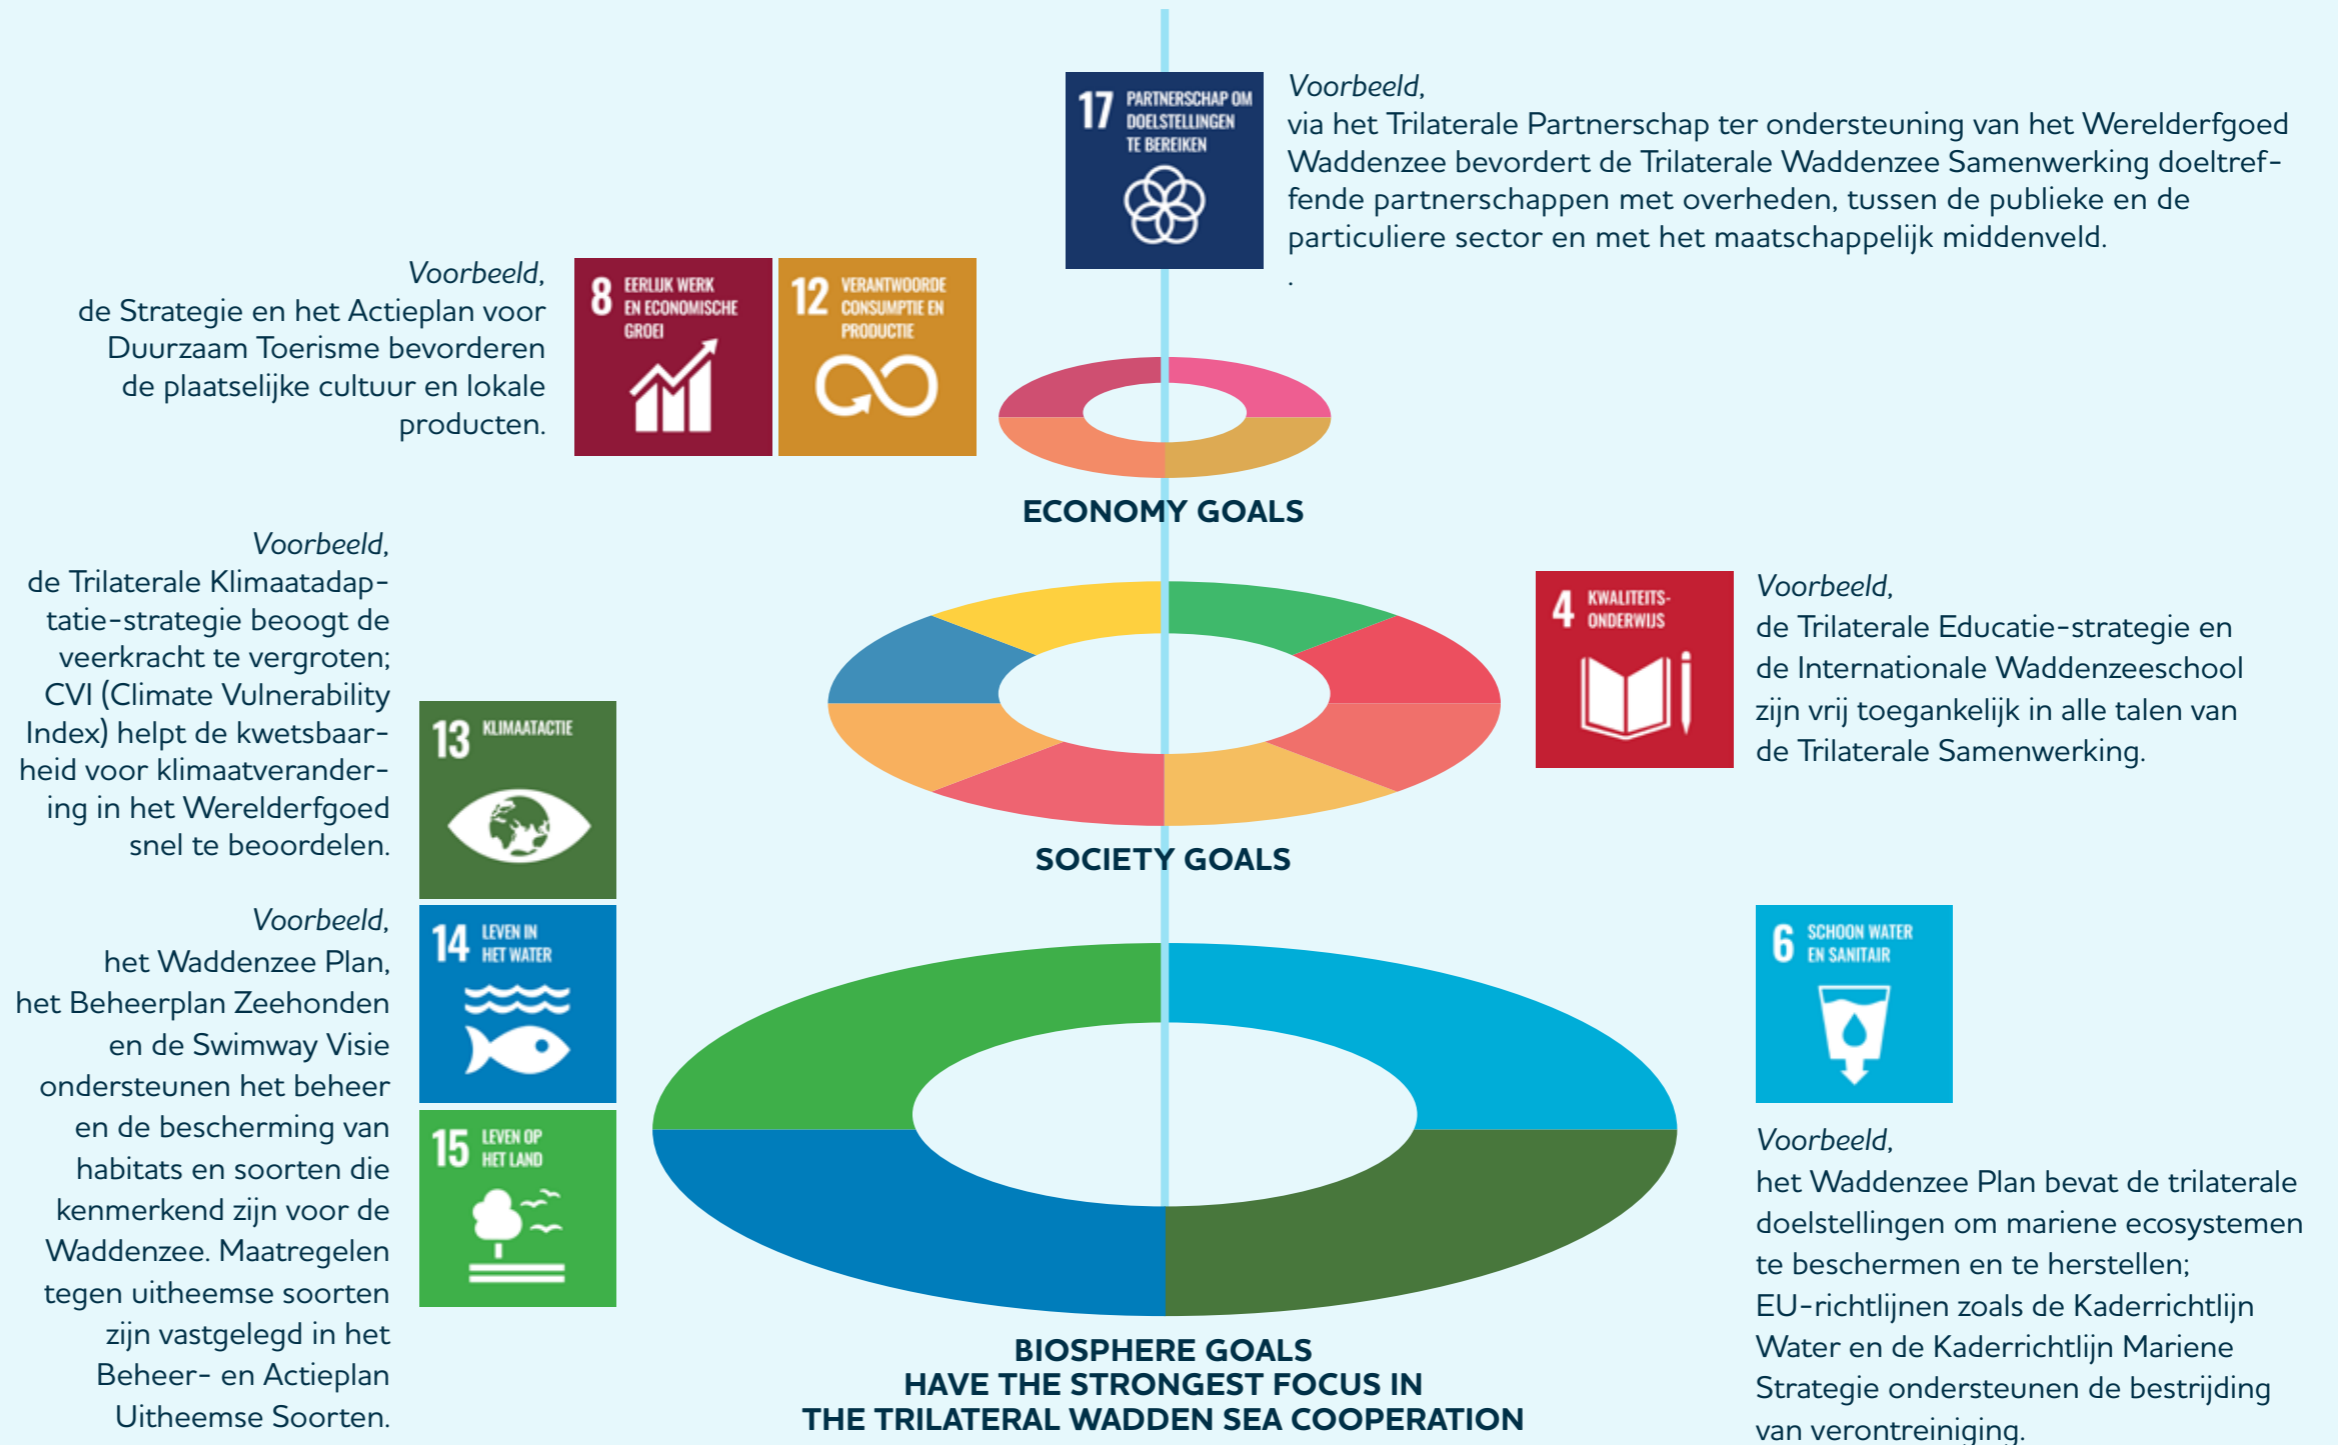 17 PARTNERSCHAP OM
DOELSTELLINGEN
TE BEREIKEN
Voorbeeld,
via het Trilaterale Partnerschap ter ondersteuning van het Werelderfgoed
Waddenzee bevordert de Trilaterale Waddenzee Samenwerking doeltref-
fende partnerschappen met overheden, tussen de publieke en de
particuliere sector en met het maatschappelijk middenveld.
.
Voorbeeld,
de Strategie en het Actieplan voor
Duurzaam Toerisme bevorderen
de plaatselijke cultuur en lokale
producten.
8 EERLIJK WERK
EN ECONOMISCHE
GROEI
12 VERANTWOORDE
CONSUMPTIE EN
PRODUCTIE
ECONOMY GOALS
Voorbeeld,
de Trilaterale Klimaatadap-
tatie-strategie beoogt de
veerkracht te vergroten;
CVI (Climate Vulnerability
Index) helpt de kwetsbaar-
heid voor klimaatverander-
ing in het Werelderfgoed
snel te beoordelen.
13 KLIMAATACTIE
4 KWALITEITS-
ONDERWIJS
Voorbeeld,
de Trilaterale Educatie-strategie en
de Internationale Waddenzeeschool
zijn vrij toegankelijk in alle talen van
de Trilaterale Samenwerking.
SOCIETY GOALS
Voorbeeld,
het Waddenzee Plan,
het Beheerplan Zeehonden
en de Swimway Visie
ondersteunen het beheer
en de bescherming van
habitats en soorten die
kenmerkend zijn voor de
Waddenzee. Maatregelen
tegen uitheemse soorten
zijn vastgelegd in het
Beheer- en Actieplan
Uitheemse Soorten.
14 LEVEN IN
HET WATER
15 LEVEN OP
HET LAND
6 SCHOON WATER
EN SANITAIR
Voorbeeld,
het Waddenzee Plan bevat de trilaterale
doelstellingen om mariene ecosystemen
te beschermen en te herstellen;
EU-richtlijnen zoals de Kaderrichtlijn
Water en de Kaderrichtlijn Mariene
Strategie ondersteunen de bestrijding
van verontreiniging.
BIOSPHERE GOALS
HAVE THE STRONGEST FOCUS IN
THE TRILATERAL WADDEN SEA COOPERATION